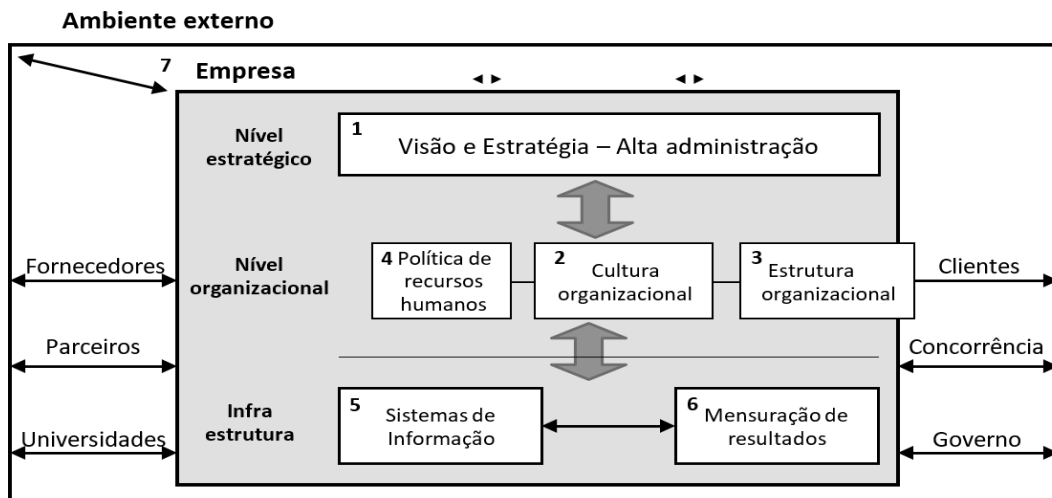 Ambiente externo
7
Empresa
Nível
estratégico
1
Visão e Estratégia – Alta administração
Fornecedores
Nível
organizacional
4 Política de
recursos
humanos
2
Cultura
organizacional
3
Estrutura
organizacional
Clientes
Parceiros
Concorrência
Universidades
Infra
estrutura
5
Sistemas de
Informação
6
Mensuração de
resultados
Governo